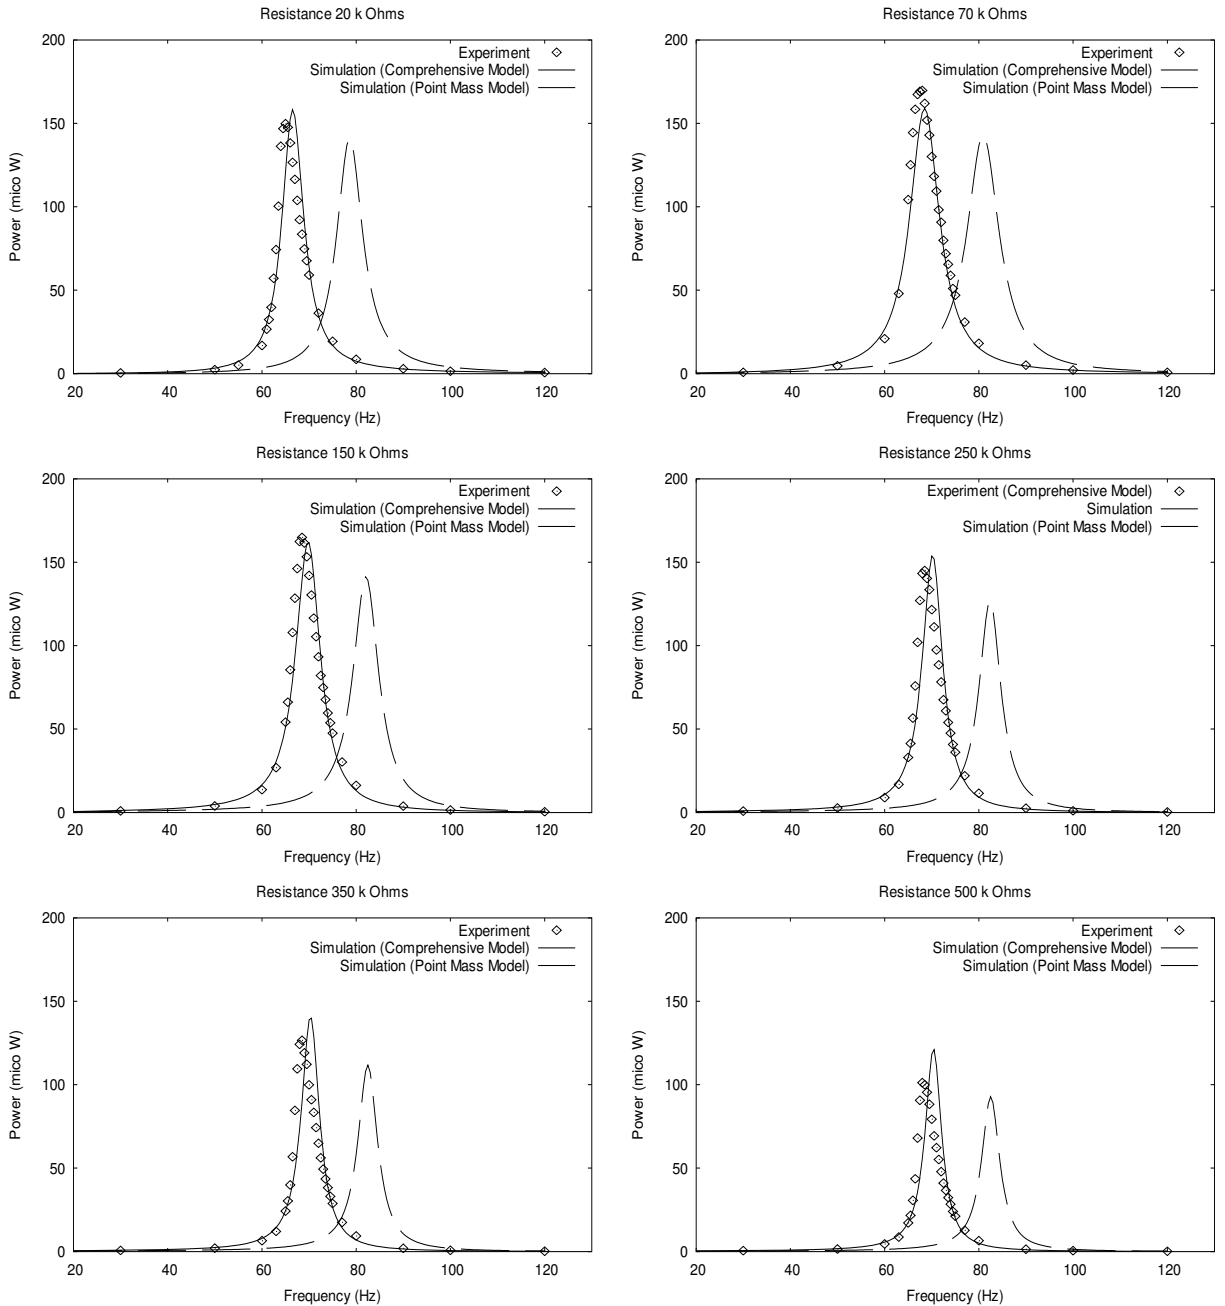 Resistance 20 k Ohms
200
150
100
50
0
Power (mico W)
Experiment
Simulation (Comprehensive Model)
Simulation (Point Mass Model)
20 40 60 80 100 120
Frequency (Hz)
Resistance 70 k Ohms
200
150
100
50
0
Power (mico W)
Experiment
Simulation (Comprehensive Model)
Simulation (Point Mass Model)
20 40 60 80 100 120
Frequency (Hz)
Resistance 150 k Ohms
200
150
100
50
0
Power (mico W)
Experiment
Simulation (Comprehensive Model)
Simulation (Point Mass Model)
20 40 60 80 100 120
Frequency (Hz)
Resistance 250 k Ohms
200
150
100
50
0
Power (mico W)
Experiment (Comprehensive Model)
Simulation
Simulation (Point Mass Model)
20 40 60 80 100 120
Frequency (Hz)
Resistance 350 k Ohms
200
150
100
50
0
Power (mico W)
Experiment
Simulation (Comprehensive Model)
Simulation (Point Mass Model)
20 40 60 80 100 120
Frequency (Hz)
Resistance 500 k Ohms
200
150
100
50
0
Power (mico W)
Experiment
Simulation (Comprehensive Model)
Simulation (Point Mass Model)
20 40 60 80 100 120
Frequency (Hz)